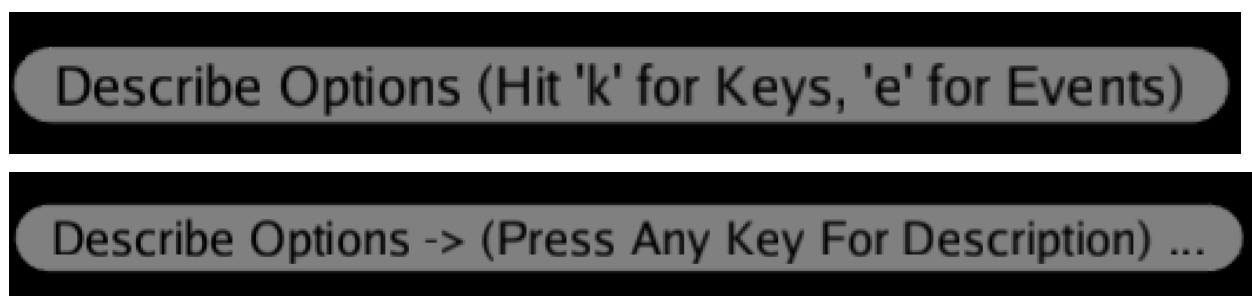 Describe Options (Hit 'k' for Keys, 'e' for Events)
Describe Options -> (Press Any Key For Description) ...